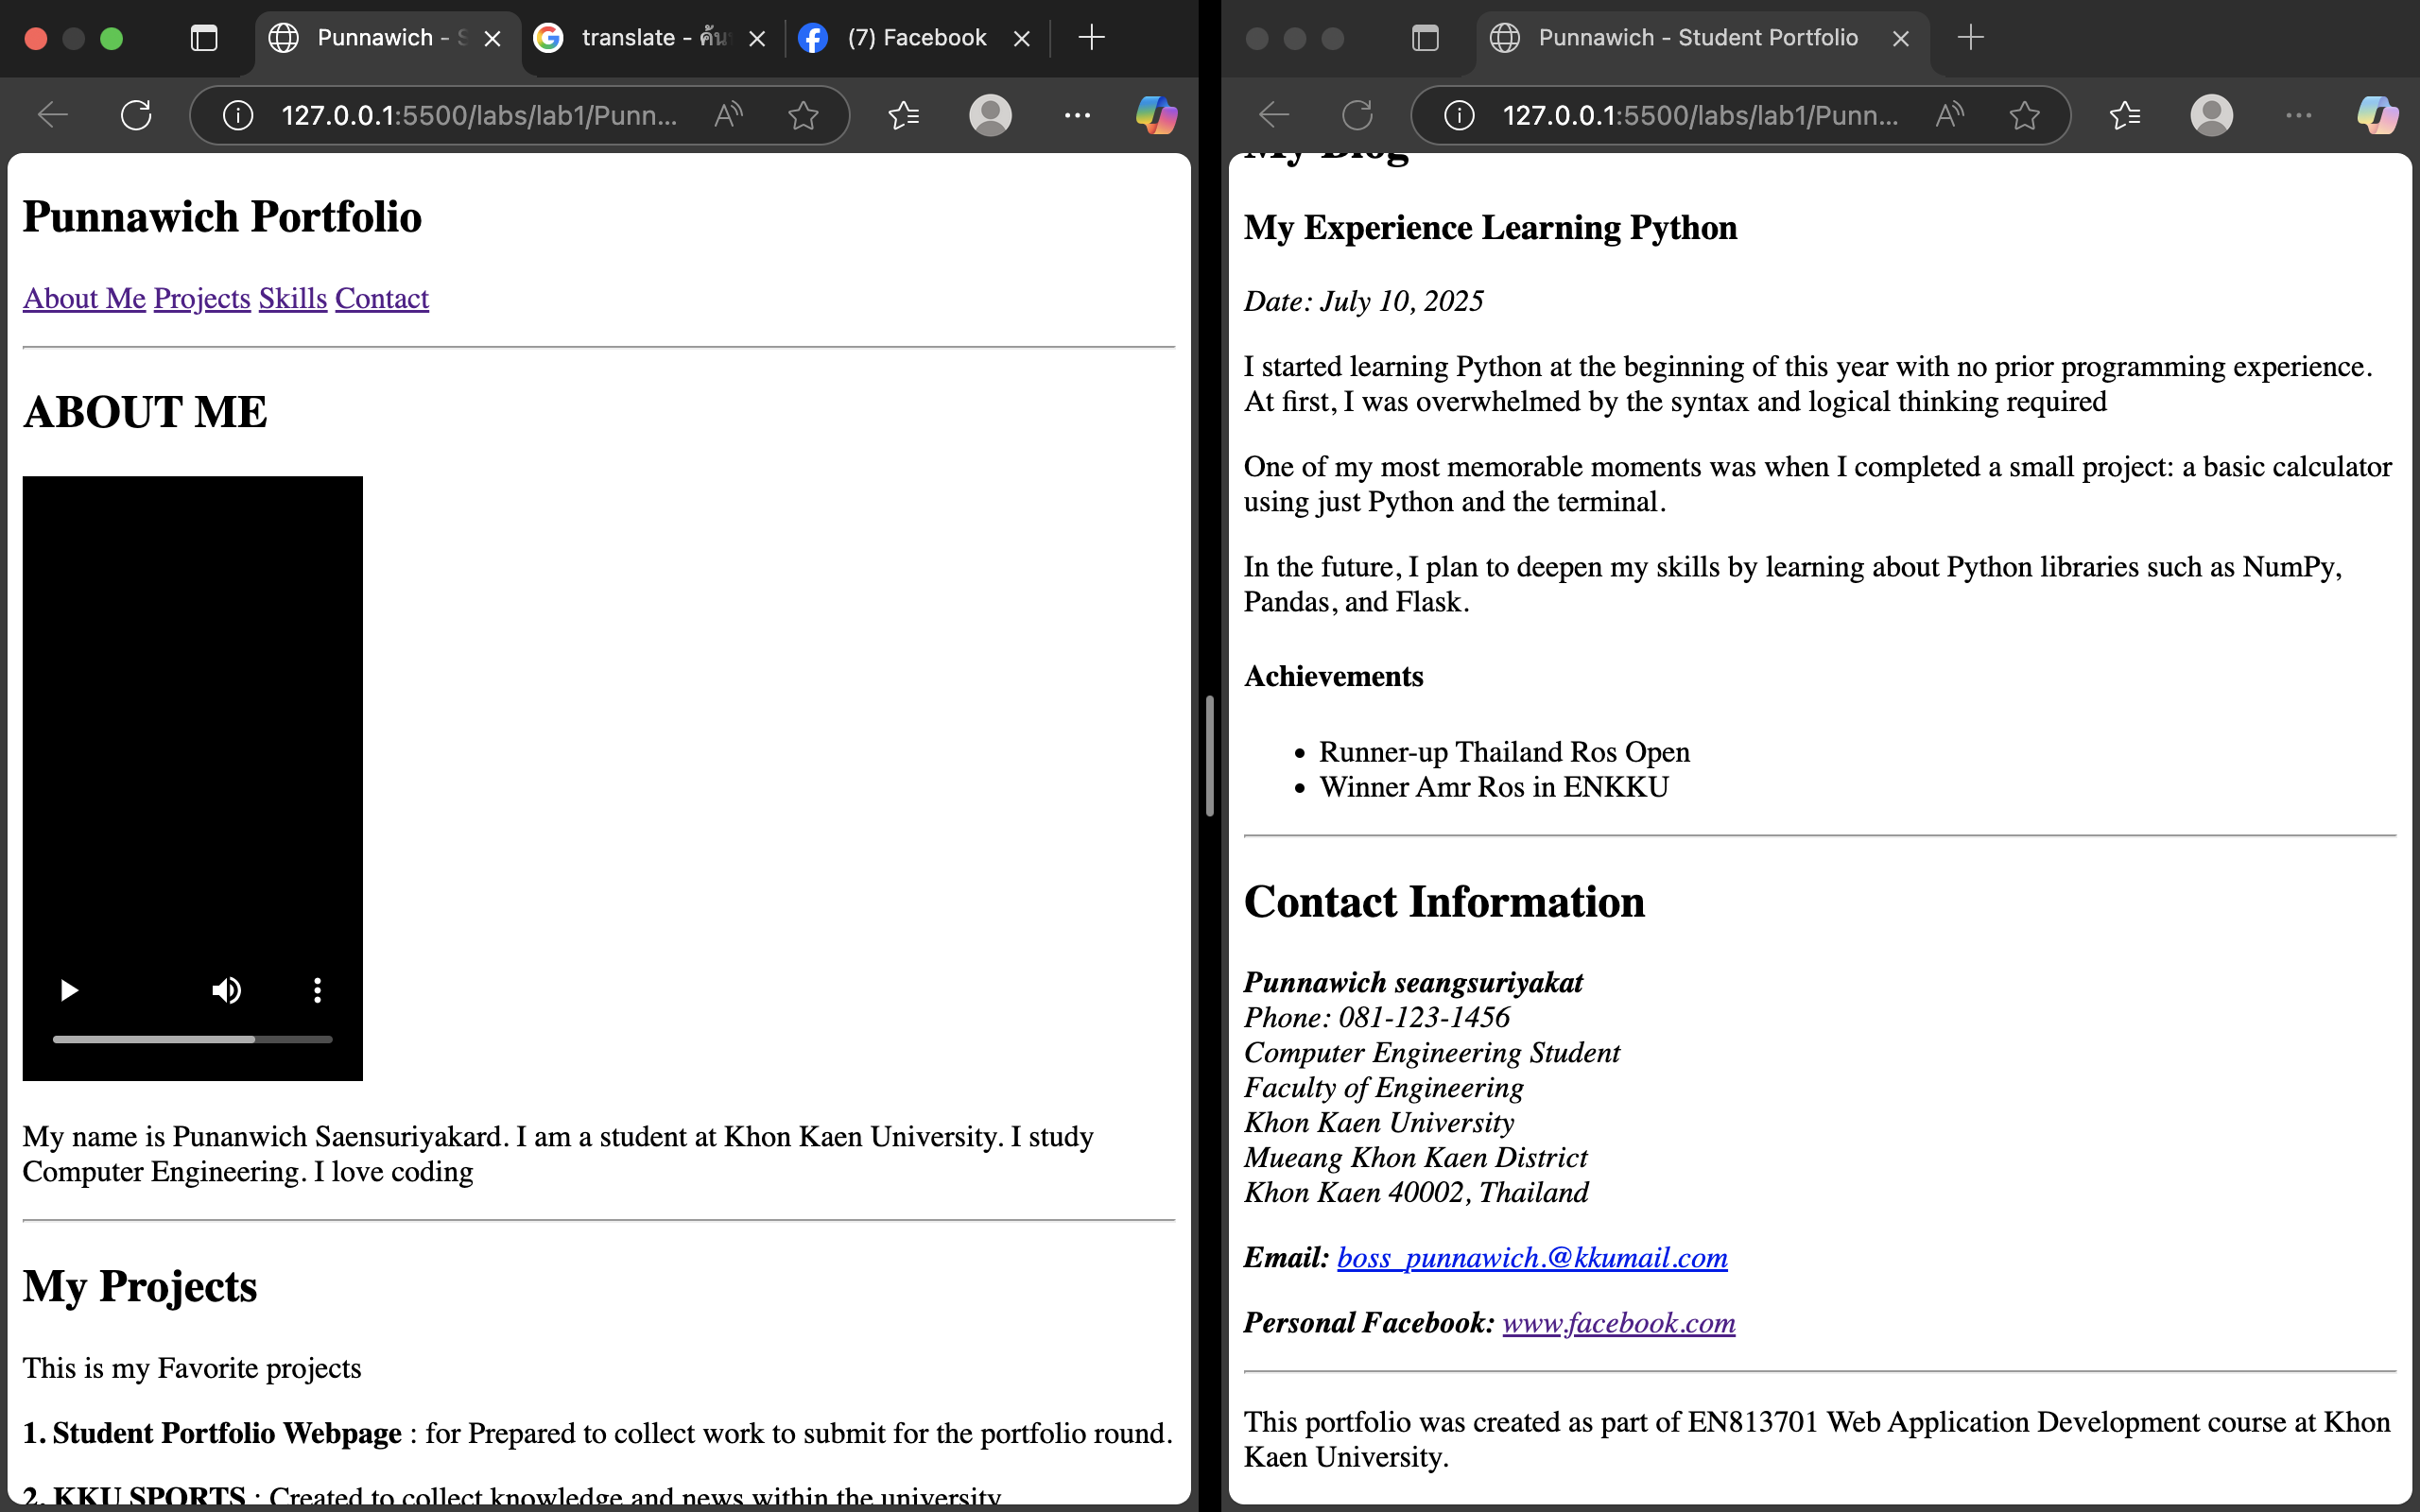 Punnawich - S
translate - ค้น
(7) Facebook
127.0.0.1:5500/labs/lab1/Punn...
Punnawich Portfolio
About Me Projects Skills Contact
ABOUT ME
My name is Punanwich Saensuriyakard. I am a student at Khon Kaen University. I study
Computer Engineering. I love coding
My Projects
This is my Favorite projects
1. Student Portfolio Webpage : for Prepared to collect work to submit for the portfolio round.
2. KKU SPORTS : Created to collect knowledge and news within the university
Punnawich - Student Portfolio
127.0.0.1:5500/labs/lab1/Punn...
My Blog
My Experience Learning Python
Date: July 10, 2025
I started learning Python at the beginning of this year with no prior programming experience.
At first, I was overwhelmed by the syntax and logical thinking required
One of my most memorable moments was when I completed a small project: a basic calculator
using just Python and the terminal.
In the future, I plan to deepen my skills by learning about Python libraries such as NumPy,
Pandas, and Flask.
Achievements
• Runner-up Thailand Ros Open
• Winner Amr Ros in ENKKU
Contact Information
Punnawich seangsuriyakat
Phone: 081-123-1456
Computer Engineering Student
Faculty of Engineering
Khon Kaen University
Mueang Khon Kaen District
Khon Kaen 40002, Thailand
Email: boss_punnawich.@kkumail.com
Personal Facebook: www.facebook.com
This portfolio was created as part of EN813701 Web Application Development course at Khon
Kaen University.